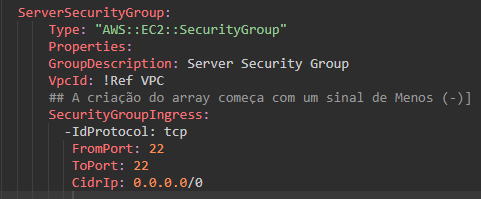 ServerSecurityGroup:
Type: "AWS::EC2::SecurityGroup"
Properties:
GroupDescription: Server Security Group
VpcId: !Ref VPC
## A criação do array começa com um sinal de Menos (-)]
SecurityGroupIngress:
-IdProtocol: tcp
FromPort: 22
ToPort: 22
CidrIp: 0.0.0.0/0